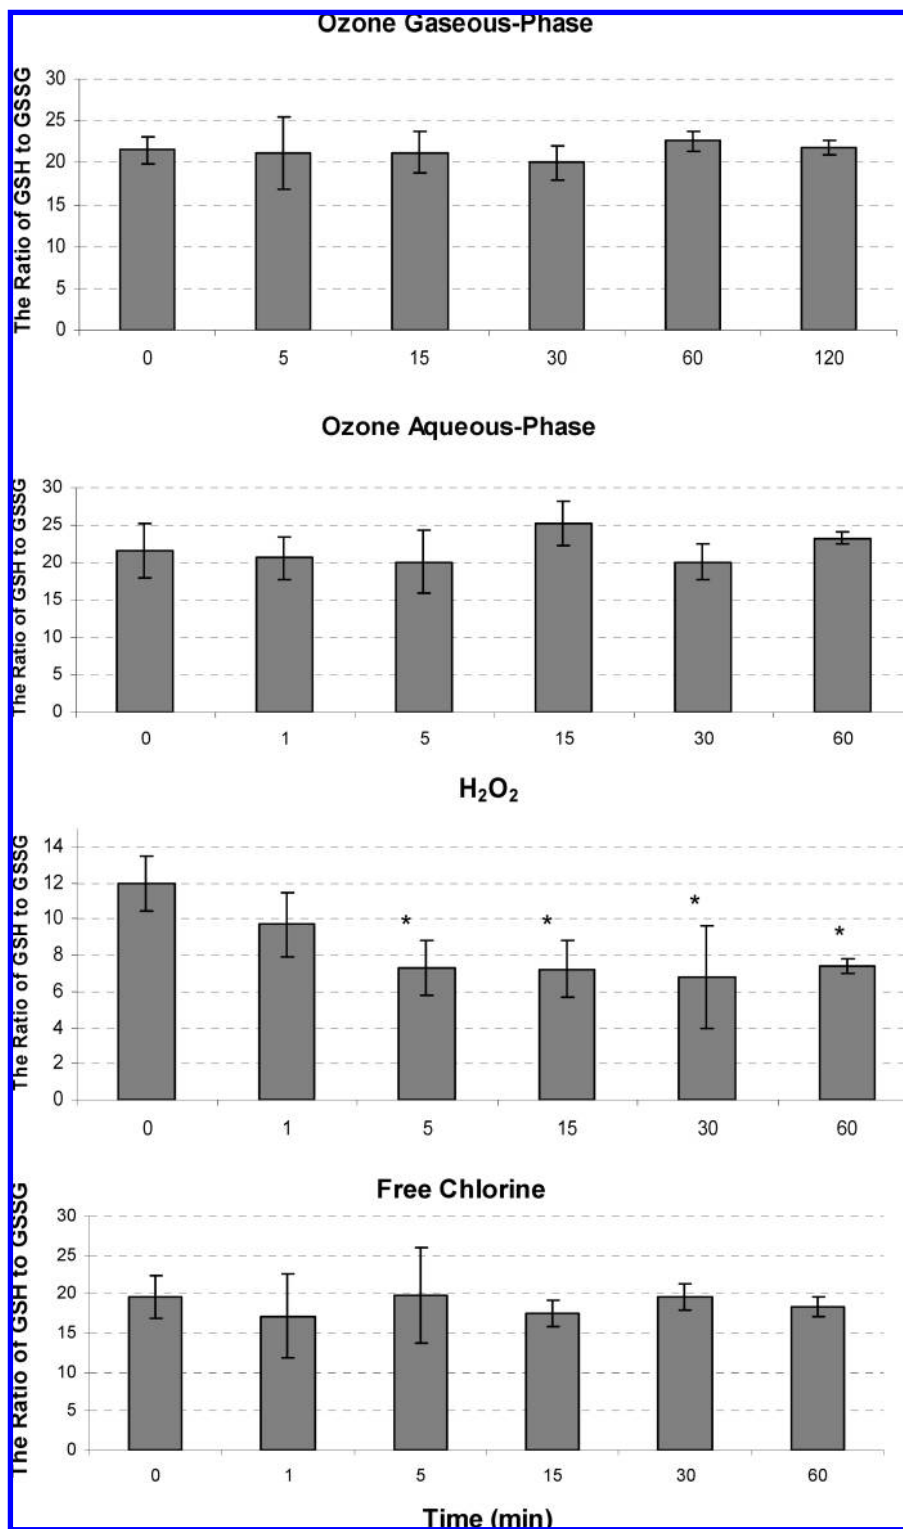 Ozone Gaseous-Phase
The Ratio of GSH to GSSG
30
25
20
15
10
5
0
0 5 15 30 60 120
Ozone Aqueous-Phase
The Ratio of GSH to GSSG
30
25
20
15
10
5
0
0 1 5 15 30 60
H₂O₂
The Ratio of GSH to GSSG
14
12
10
8
6
4
2
0
* * * *
0 1 5 15 30 60
Free Chlorine
The Ratio of GSH to GSSG
30
25
20
15
10
5
0
0 1 5 15 30 60
Time (min)